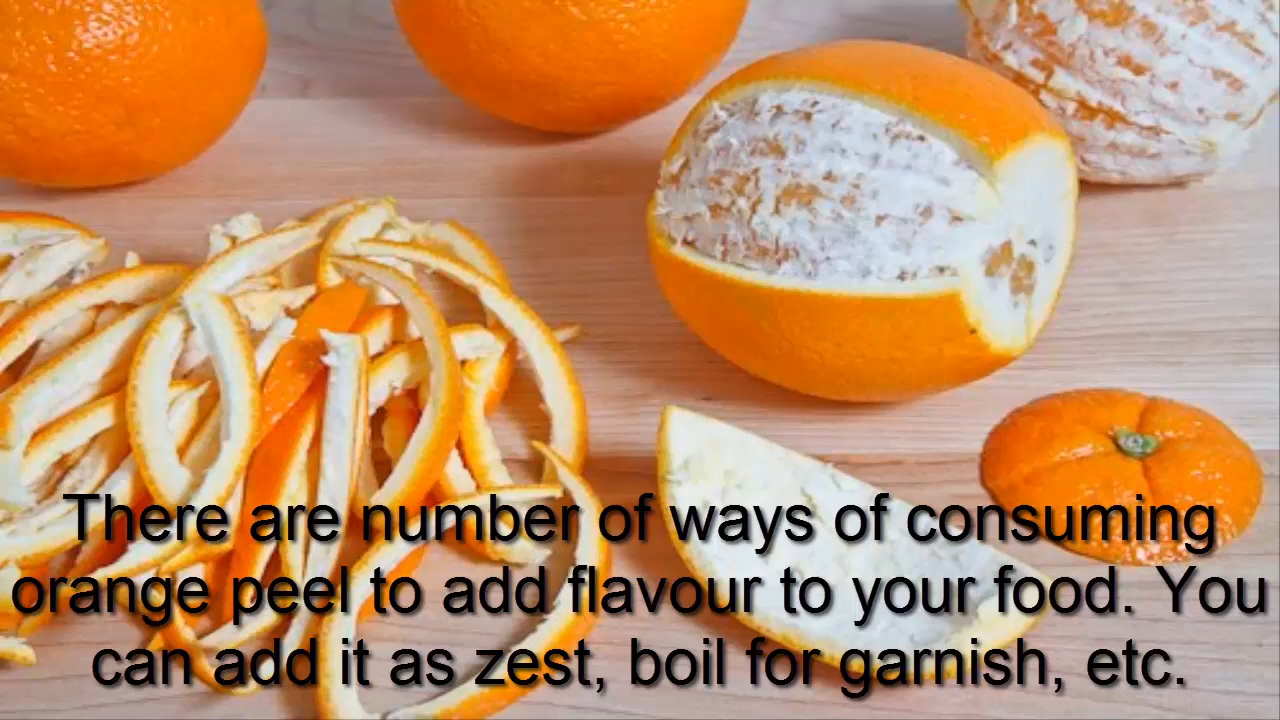 There are number of ways of consuming
orange peel to add flavour to your food. You
can add it as zest, boil for garnish, etc.